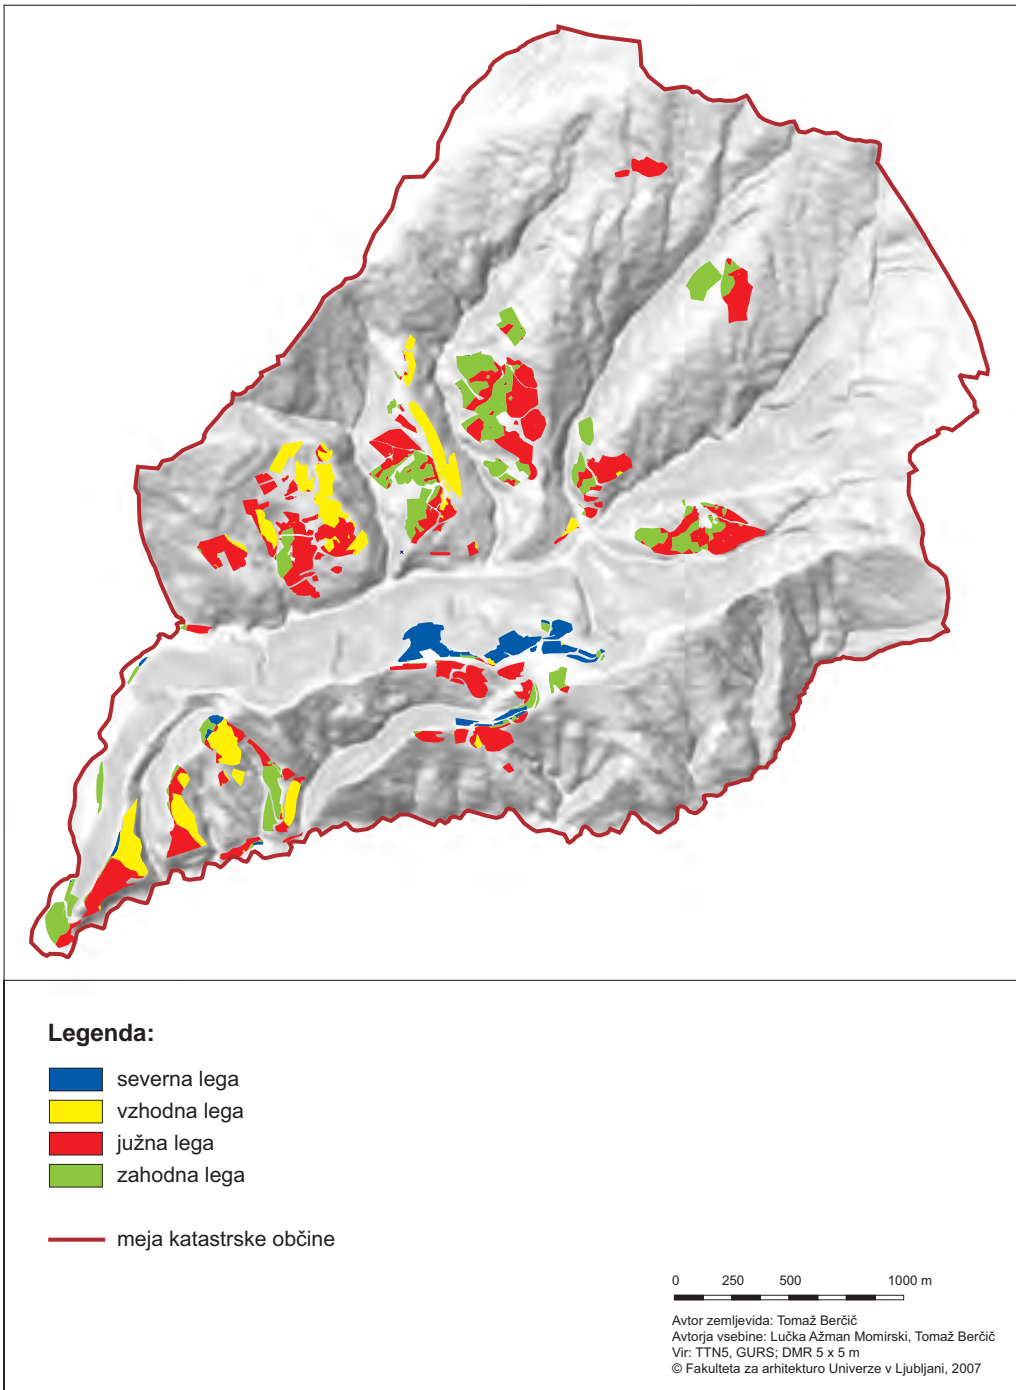 Legenda:
severna lega
vzhodna lega
južna lega
zahodna lega
meja katastrske občine
0 250 500 1000 m
Avtor zemljevida: Tomaž Berčič
Avtorja vsebine: Lučka Ažman Momirski, Tomaž Berčič
Vir: TTN5, GURS; DMR 5 x 5 m
© Fakulteta za arhitekturo Univerze v Ljubljani, 2007